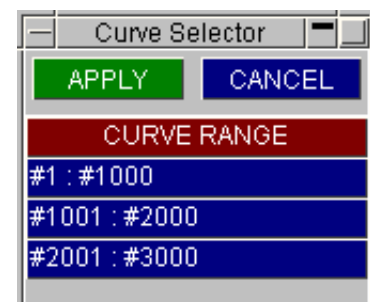 Curve Selector
APPLY CANCEL
CURVE RANGE
#1 : #1000
#1001 : #2000
#2001 : #3000